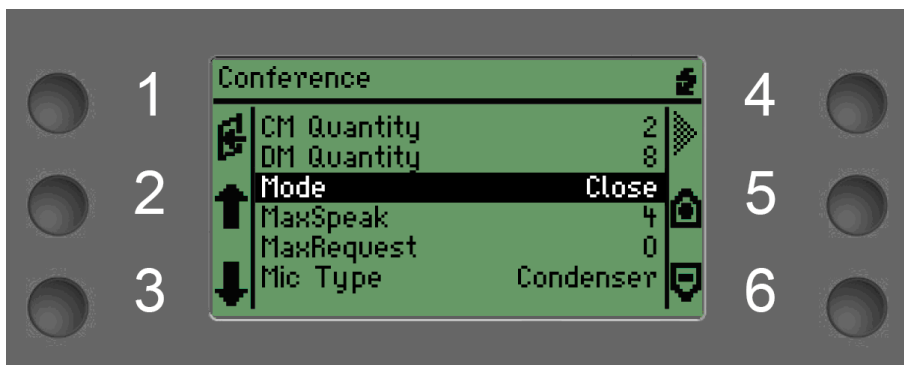 Conference
1
4
CM Quantity 2
DM Quantity 8
Mode Close
2
5
MaxSpeak 4
MaxRequest 0
Mic Type Condenser
3
6